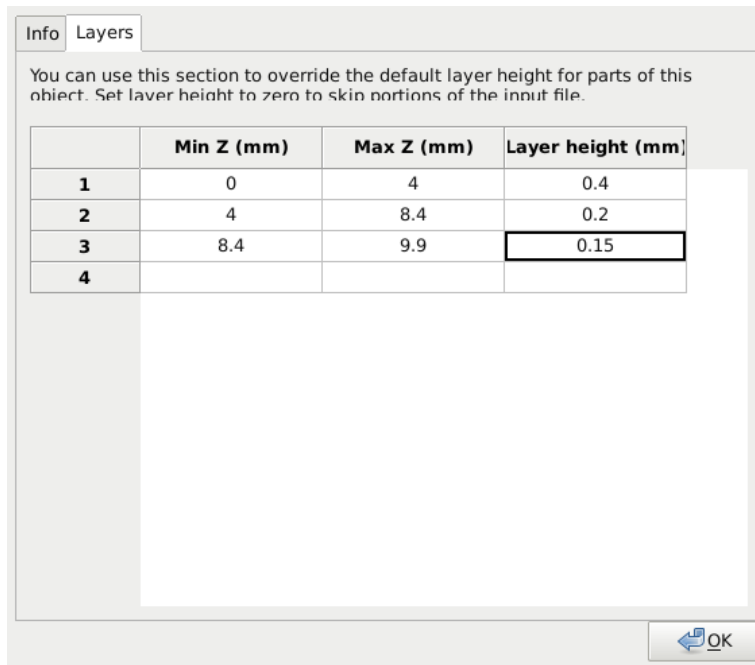 Info Layers
You can use this section to override the default layer height for parts of this
object. Set layer height to zero to skip portions of the input file.
Min Z (mm) Max Z (mm) Layer height (mm)
1 0 4 0.4
2 4 8.4 0.2
3 8.4 9.9 0.15
4
OK